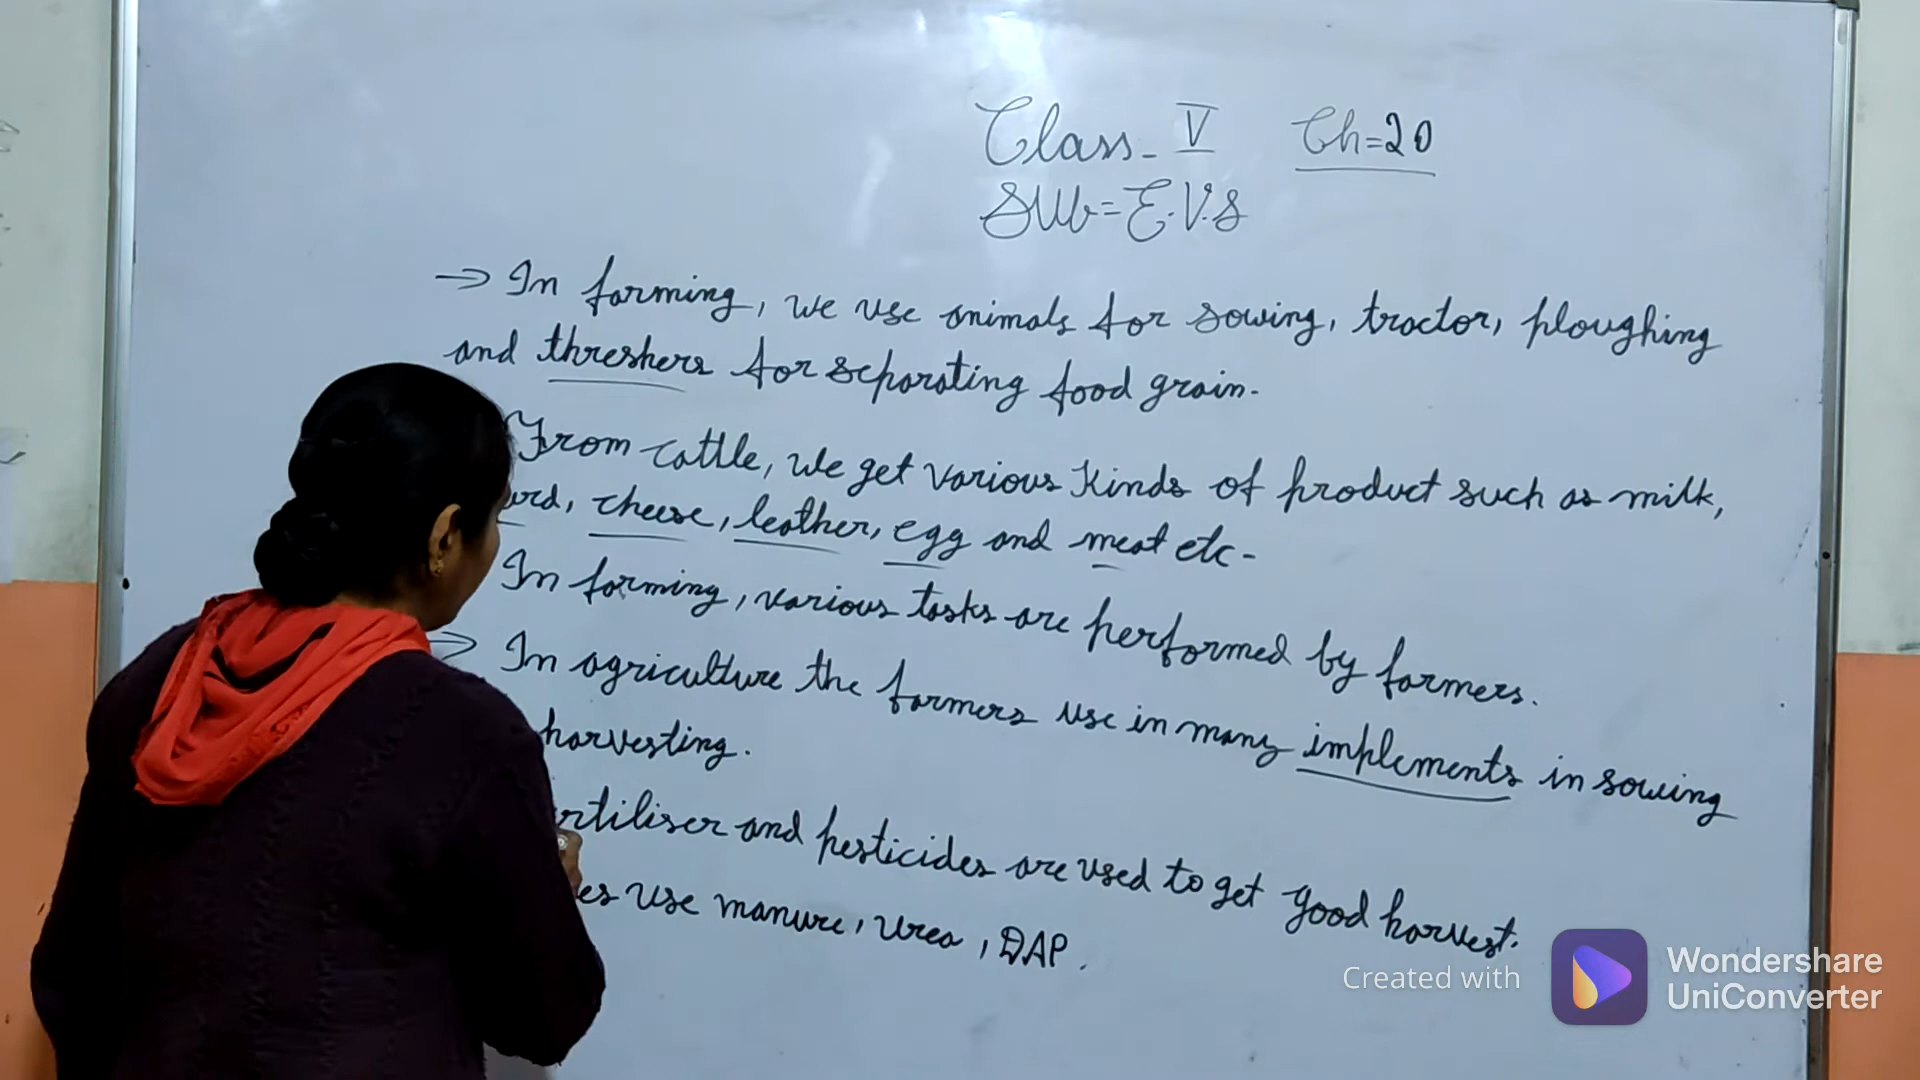 Class - V Ch=20
Sub=E.V.S
→ In farming, we use animals for sowing, tractor, ploughing
and threshers for separating food grain.
From cattle, we get various kinds of product such as milk,
urd, cheese, leather, egg and meat etc-
In farming, various tasks are performed by farmers.
→ In agriculture the farmers use in many implements in sowing
harvesting.
rtiliser and pesticides are used to get good harvest.
es use manure, urea, DAP.
Created with Wondershare
UniConverter